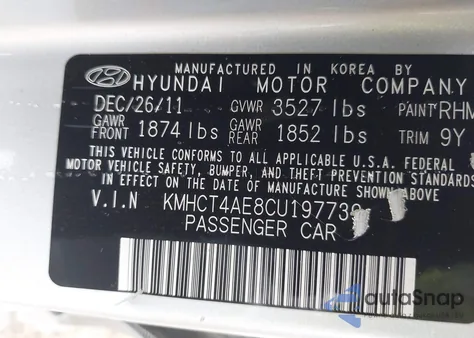 MANUFACTURED IN KOREA BY
HYUNDAI MOTOR COMPANY
DEC/26/11 GVWR 3527 lbs PAINT RHM
GAWR FRONT 1874 lbs GAWR REAR 1852 lbs TRIM 9Y
THIS VEHICLE CONFORMS TO ALL APPLICABLE U.S.A. FEDERAL
MOTOR VEHICLE SAFETY, BUMPER, AND THEFT PREVENTION
STANDARDS IN EFFECT ON THE DATE OF
MANUFACTURE SHOWN ABOVE.
V.I.N KMHCT4AE8CU197739
PASSENGER CAR
autoSnap